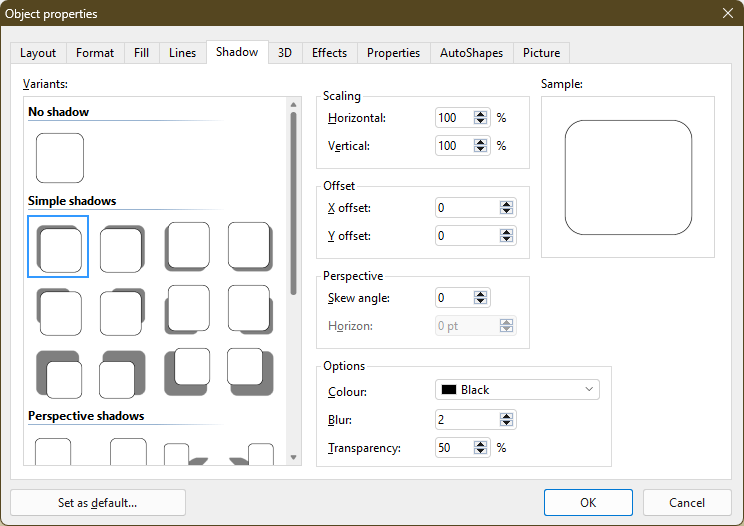 Object properties
Layout Format Fill Lines Shadow 3D Effects Properties AutoShapes Picture
Variants:
No shadow
Simple shadows
Perspective shadows
Scaling
Horizontal: 100 %
Vertical: 100 %
Offset
X offset: 0
Y offset: 0
Perspective
Skew angle: 0
Horizon: 0 pt
Options
Colour: Black
Blur: 2
Transparency: 50 %
Sample:
Set as default... OK Cancel